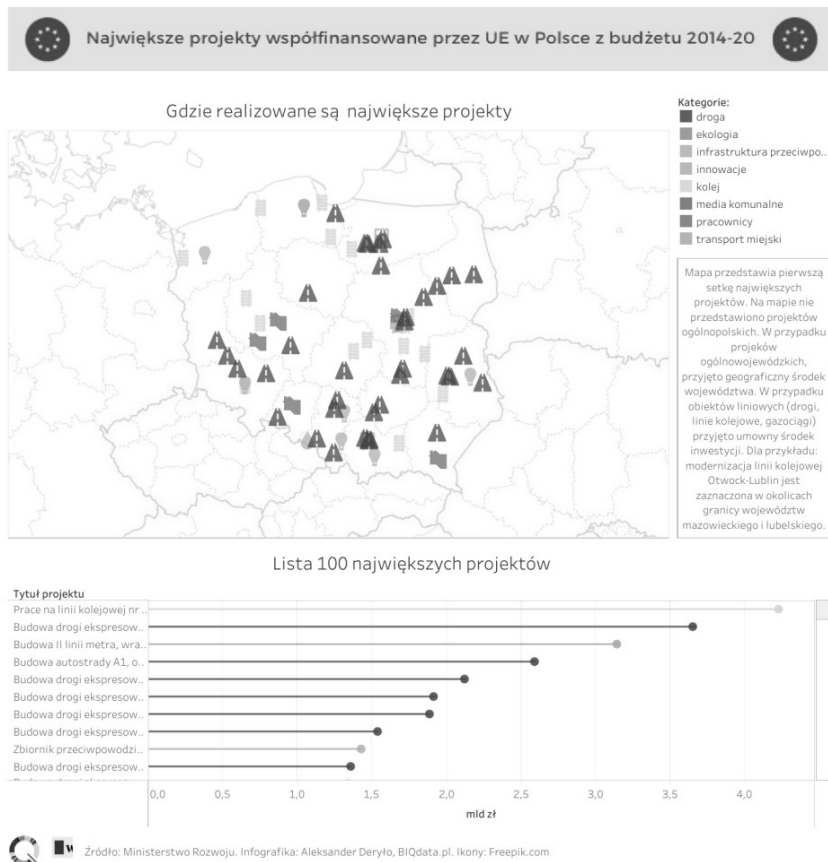 Największe projekty współfinansowane przez UE w Polsce z budżetu 2014-20
Gdzie realizowane są największe projekty
Kategorie:
droga
ekologia
infrastruktura przeciwpo..
innowacje
kolej
media komunalne
pracownicy
transport miejski
Mapa przedstawia pierwszą
setkę największych
projektów. Na mapie nie
przedstawiono projektów
ogólnopolskich. W przypadku
projeków
ogólnowojewódzkich,
przyjęto geograficzny środek
województwa. W przypadku
obiektów liniowych (drogi,
linie kolejowe, gazociągi)
przyjęto umowny środek
inwestycji. Dla przykładu:
modernizacja linii kolejowej
Otwock-Lublin jest
zaznaczona w okolicach
granicy województw
mazowieckiego i lubelskiego.
Lista 100 największych projektów
Tytuł projektu
Prace na linii kolejowej nr ..
Budowa drogi ekspresow..
Budowa II linii metra, wra..
Budowa autostrady A1, o..
Budowa drogi ekspresow..
Budowa drogi ekspresow..
Budowa drogi ekspresow..
Budowa drogi ekspresow..
Zbiornik przeciwpowodzi..
Budowa drogi ekspresow..
0,0 0,5 1,0 1,5 2,0 2,5 3,0 3,5 4,0
mld zł
Źródło: Ministerstwo Rozwoju. Infografika: Aleksander Deryło, BIQdata.pl. Ikony: Freepik.com